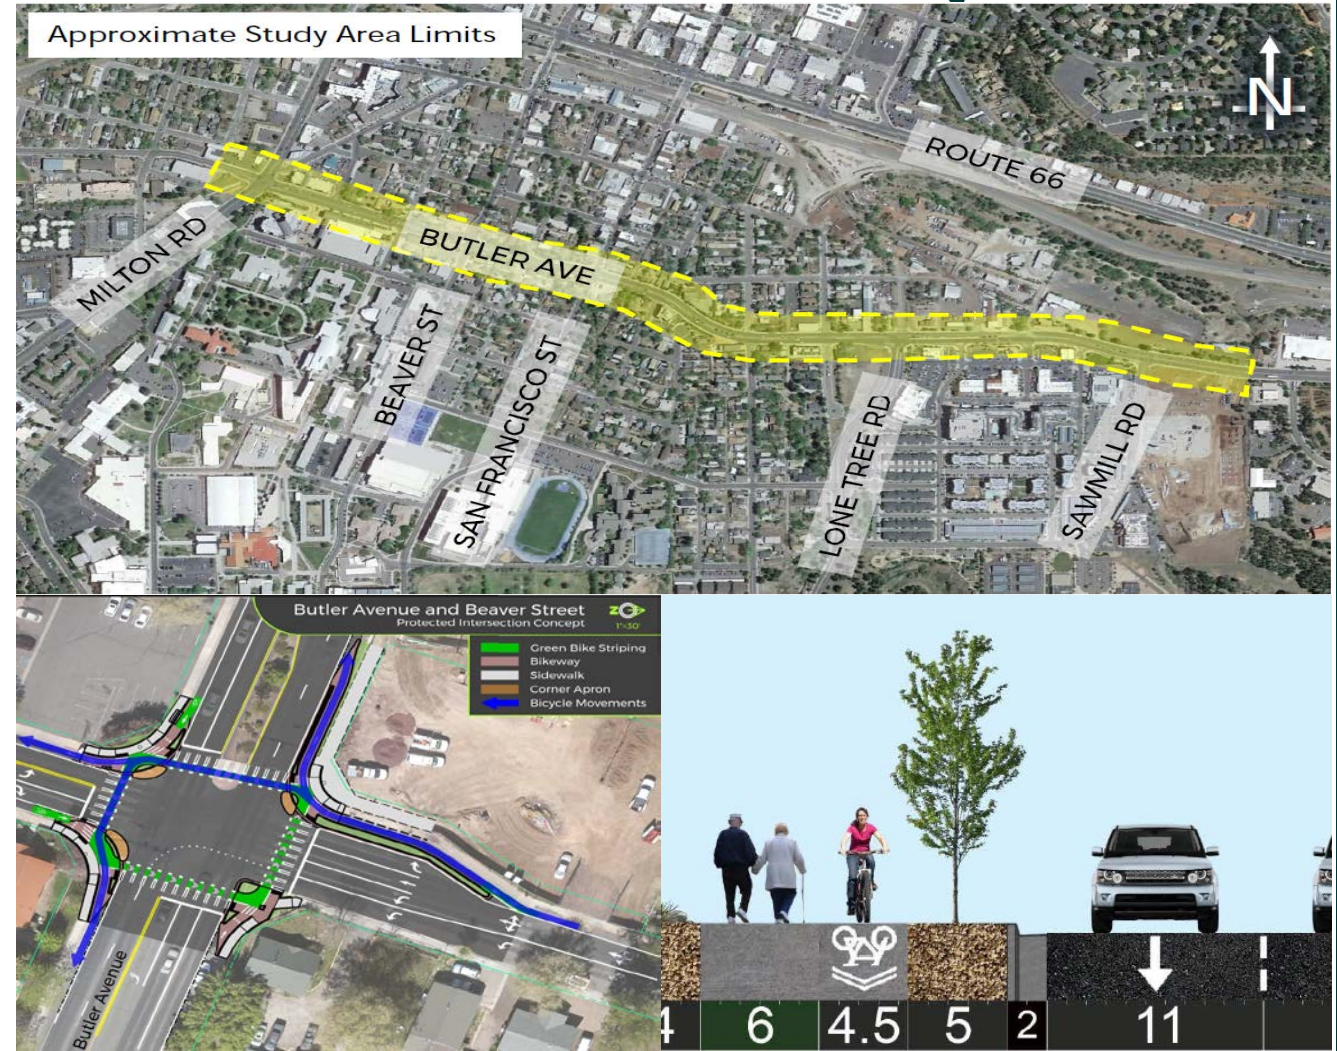 Approximate Study Area Limits
N
ROUTE 66
MILTON RD
BUTLER AVE
BEAVER ST
SAN FRANCISCO ST
LONE TREE RD
SAWMILL RD
Butler Avenue and Beaver Street
Protected Intersection Concept
1"=30'
Green Bike Striping
Bikeway
Sidewalk
Corner Apron
Bicycle Movements
Butler Avenue
4 6 4.5 5 2 11